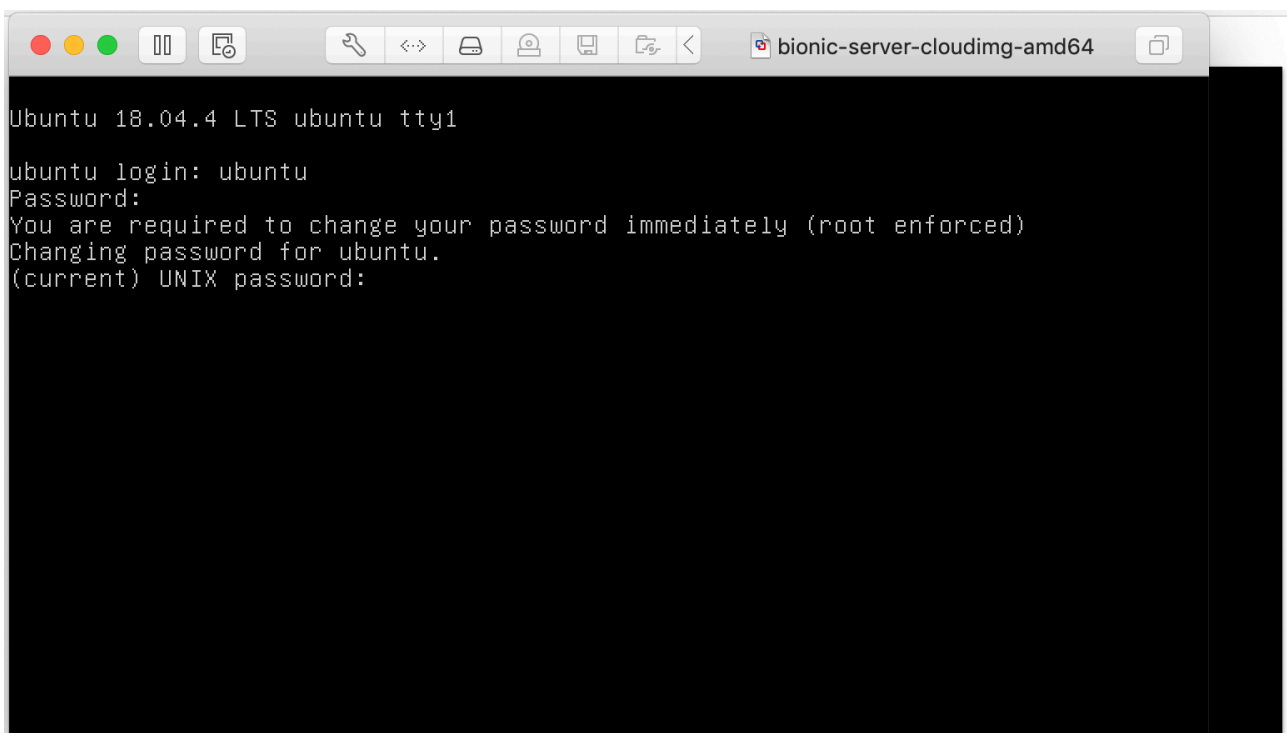 bionic-server-cloudimg-amd64
Ubuntu 18.04.4 LTS ubuntu tty1
ubuntu login: ubuntu
Password:
You are required to change your password immediately (root enforced)
Changing password for ubuntu.
(current) UNIX password: